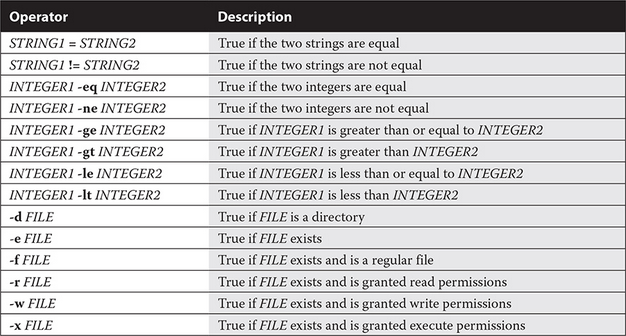 Operator Description
STRING1 = STRING2 True if the two strings are equal
STRING1 != STRING2 True if the two strings are not equal
INTEGER1 -eq INTEGER2 True if the two integers are equal
INTEGER1 -ne INTEGER2 True if the two integers are not equal
INTEGER1 -ge INTEGER2 True if INTEGER1 is greater than or equal to INTEGER2
INTEGER1 -gt INTEGER2 True if INTEGER1 is greater than INTEGER2
INTEGER1 -le INTEGER2 True if INTEGER1 is less than or equal to INTEGER2
INTEGER1 -lt INTEGER2 True if INTEGER1 is less than INTEGER2
-d FILE True if FILE is a directory
-e FILE True if FILE exists
-f FILE True if FILE exists and is a regular file
-r FILE True if FILE exists and is granted read permissions
-w FILE True if FILE exists and is granted write permissions
-x FILE True if FILE exists and is granted execute permissions